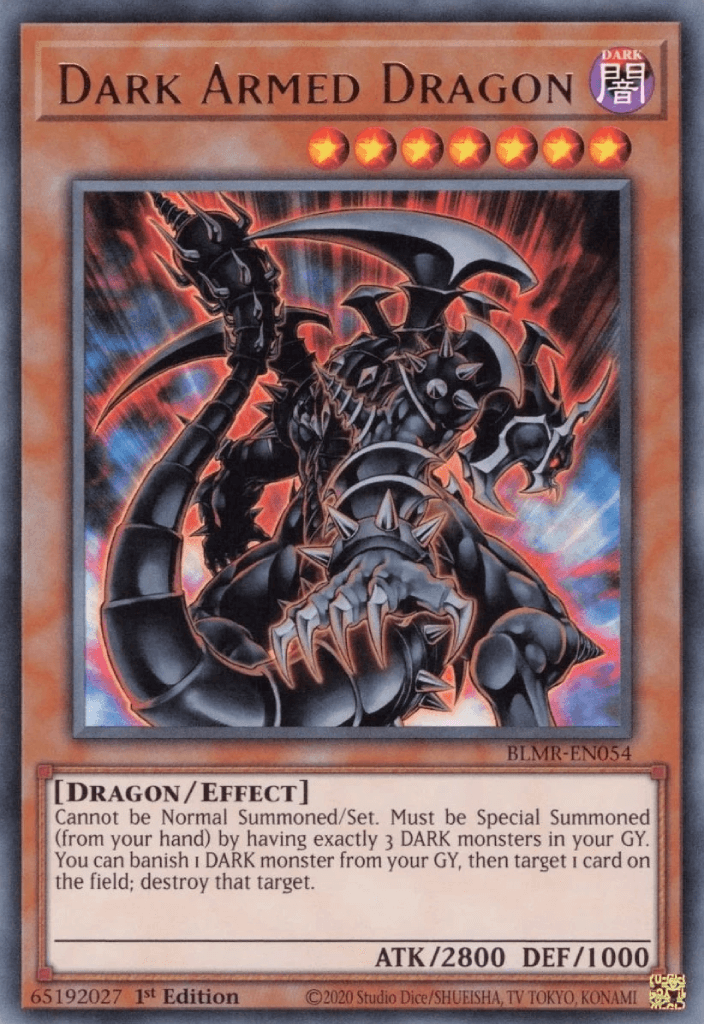 DARK ARMED DRAGON
DARK
闇
BLMR-EN054
[DRAGON/EFFECT]
Cannot be Normal Summoned/Set. Must be Special Summoned
(from your hand) by having exactly 3 DARK monsters in your GY.
You can banish 1 DARK monster from your GY, then target 1 card on
the field; destroy that target.
ATK/2800 DEF/1000
65192027 1st Edition ©2020 Studio Dice/SHUEISHA, TV TOKYO, KONAMI